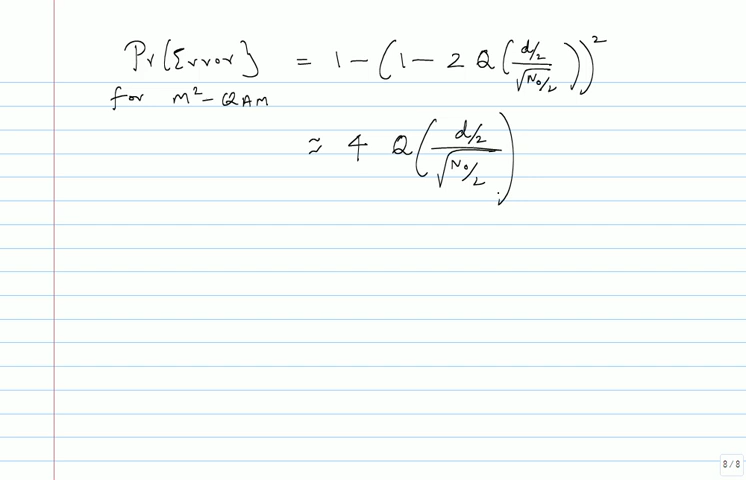 Pr{Error} = 1 - (1 - 2 Q((d/2)/√(N0/2)))²
for M²-QAM
≈ 4 Q((d/2)/√(N0/2))
8 / 8